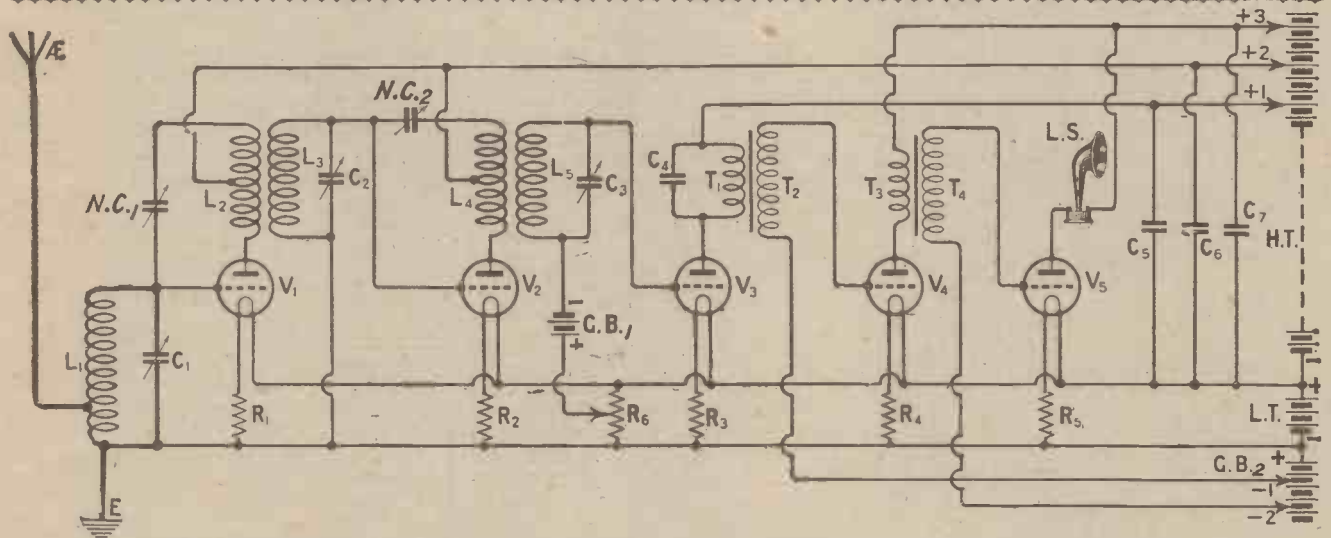 Æ
+3
+2
+1
N.C.2
N.C.1
L2
L3
C2
L4
L5
C3
C4
T1
T2
T3
T4
L.S.
V1
V2
V3
V4
V5
G.B.1
-
+
C5
C6
C7
H.T.
-
+
L1
C1
R1
R2
R6
R3
R4
R5
L.T.
-
+
G.B.2
-1
-2
E